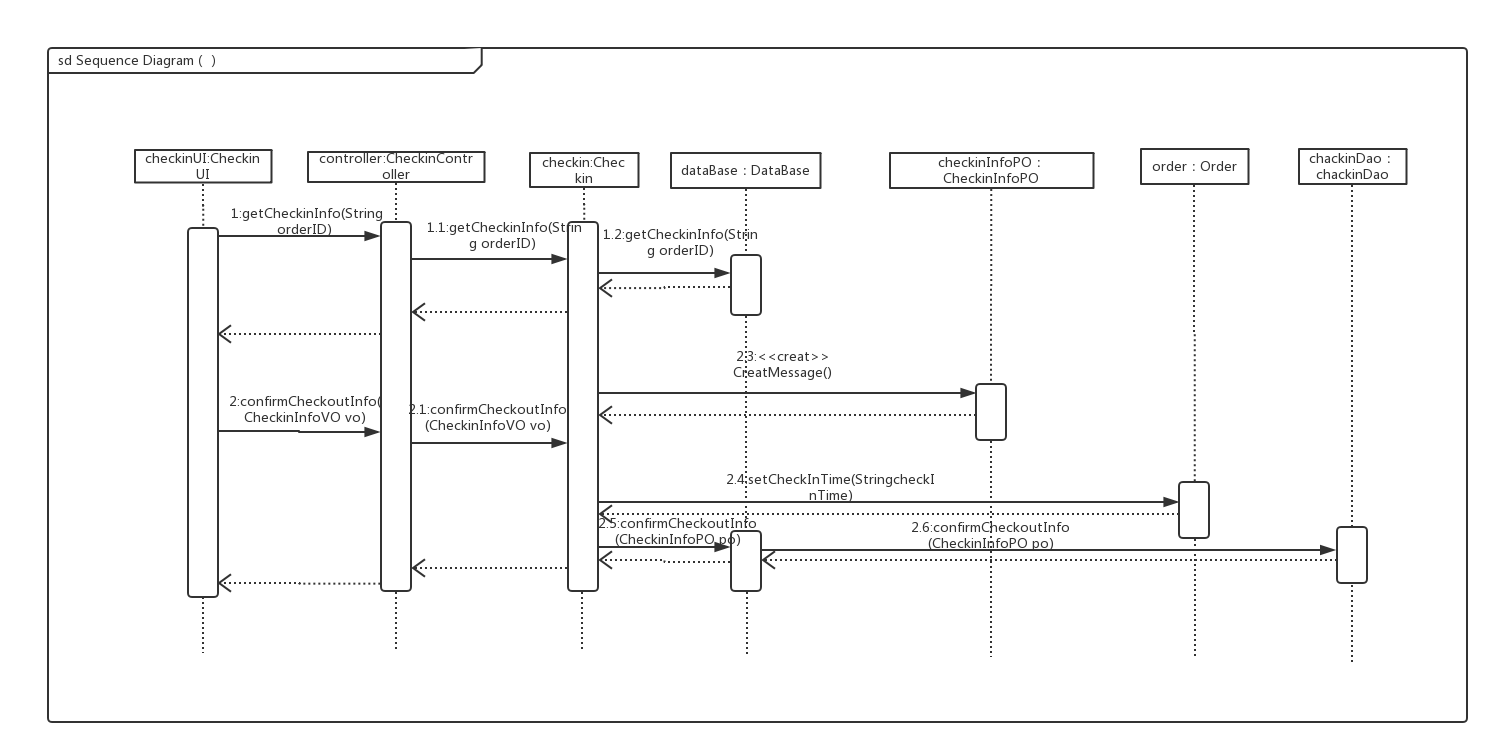 sd Sequence Diagram (  )
checkinUI:Checkin
UI
controller:CheckinContr
oller
checkin:Chec
kin
dataBase：DataBase
checkinInfoPO：
CheckinInfoPO
order：Order
chackinDao：
chackinDao
1:getCheckinInfo(String
orderID)
1.1:getCheckinInfo(Strin
g orderID)
1.2:getCheckinInfo(Strin
g orderID)
2.3:<<creat>>
CreatMessage()
2:confirmCheckoutInfo(
CheckinInfoVO vo)
2.1:confirmCheckoutInfo
(CheckinInfoVO vo)
2.4:setCheckInTime(StringcheckI
nTime)
2.5:confirmCheckoutInfo
(CheckinInfoPO po)
2.6:confirmCheckoutInfo
(CheckinInfoPO po)